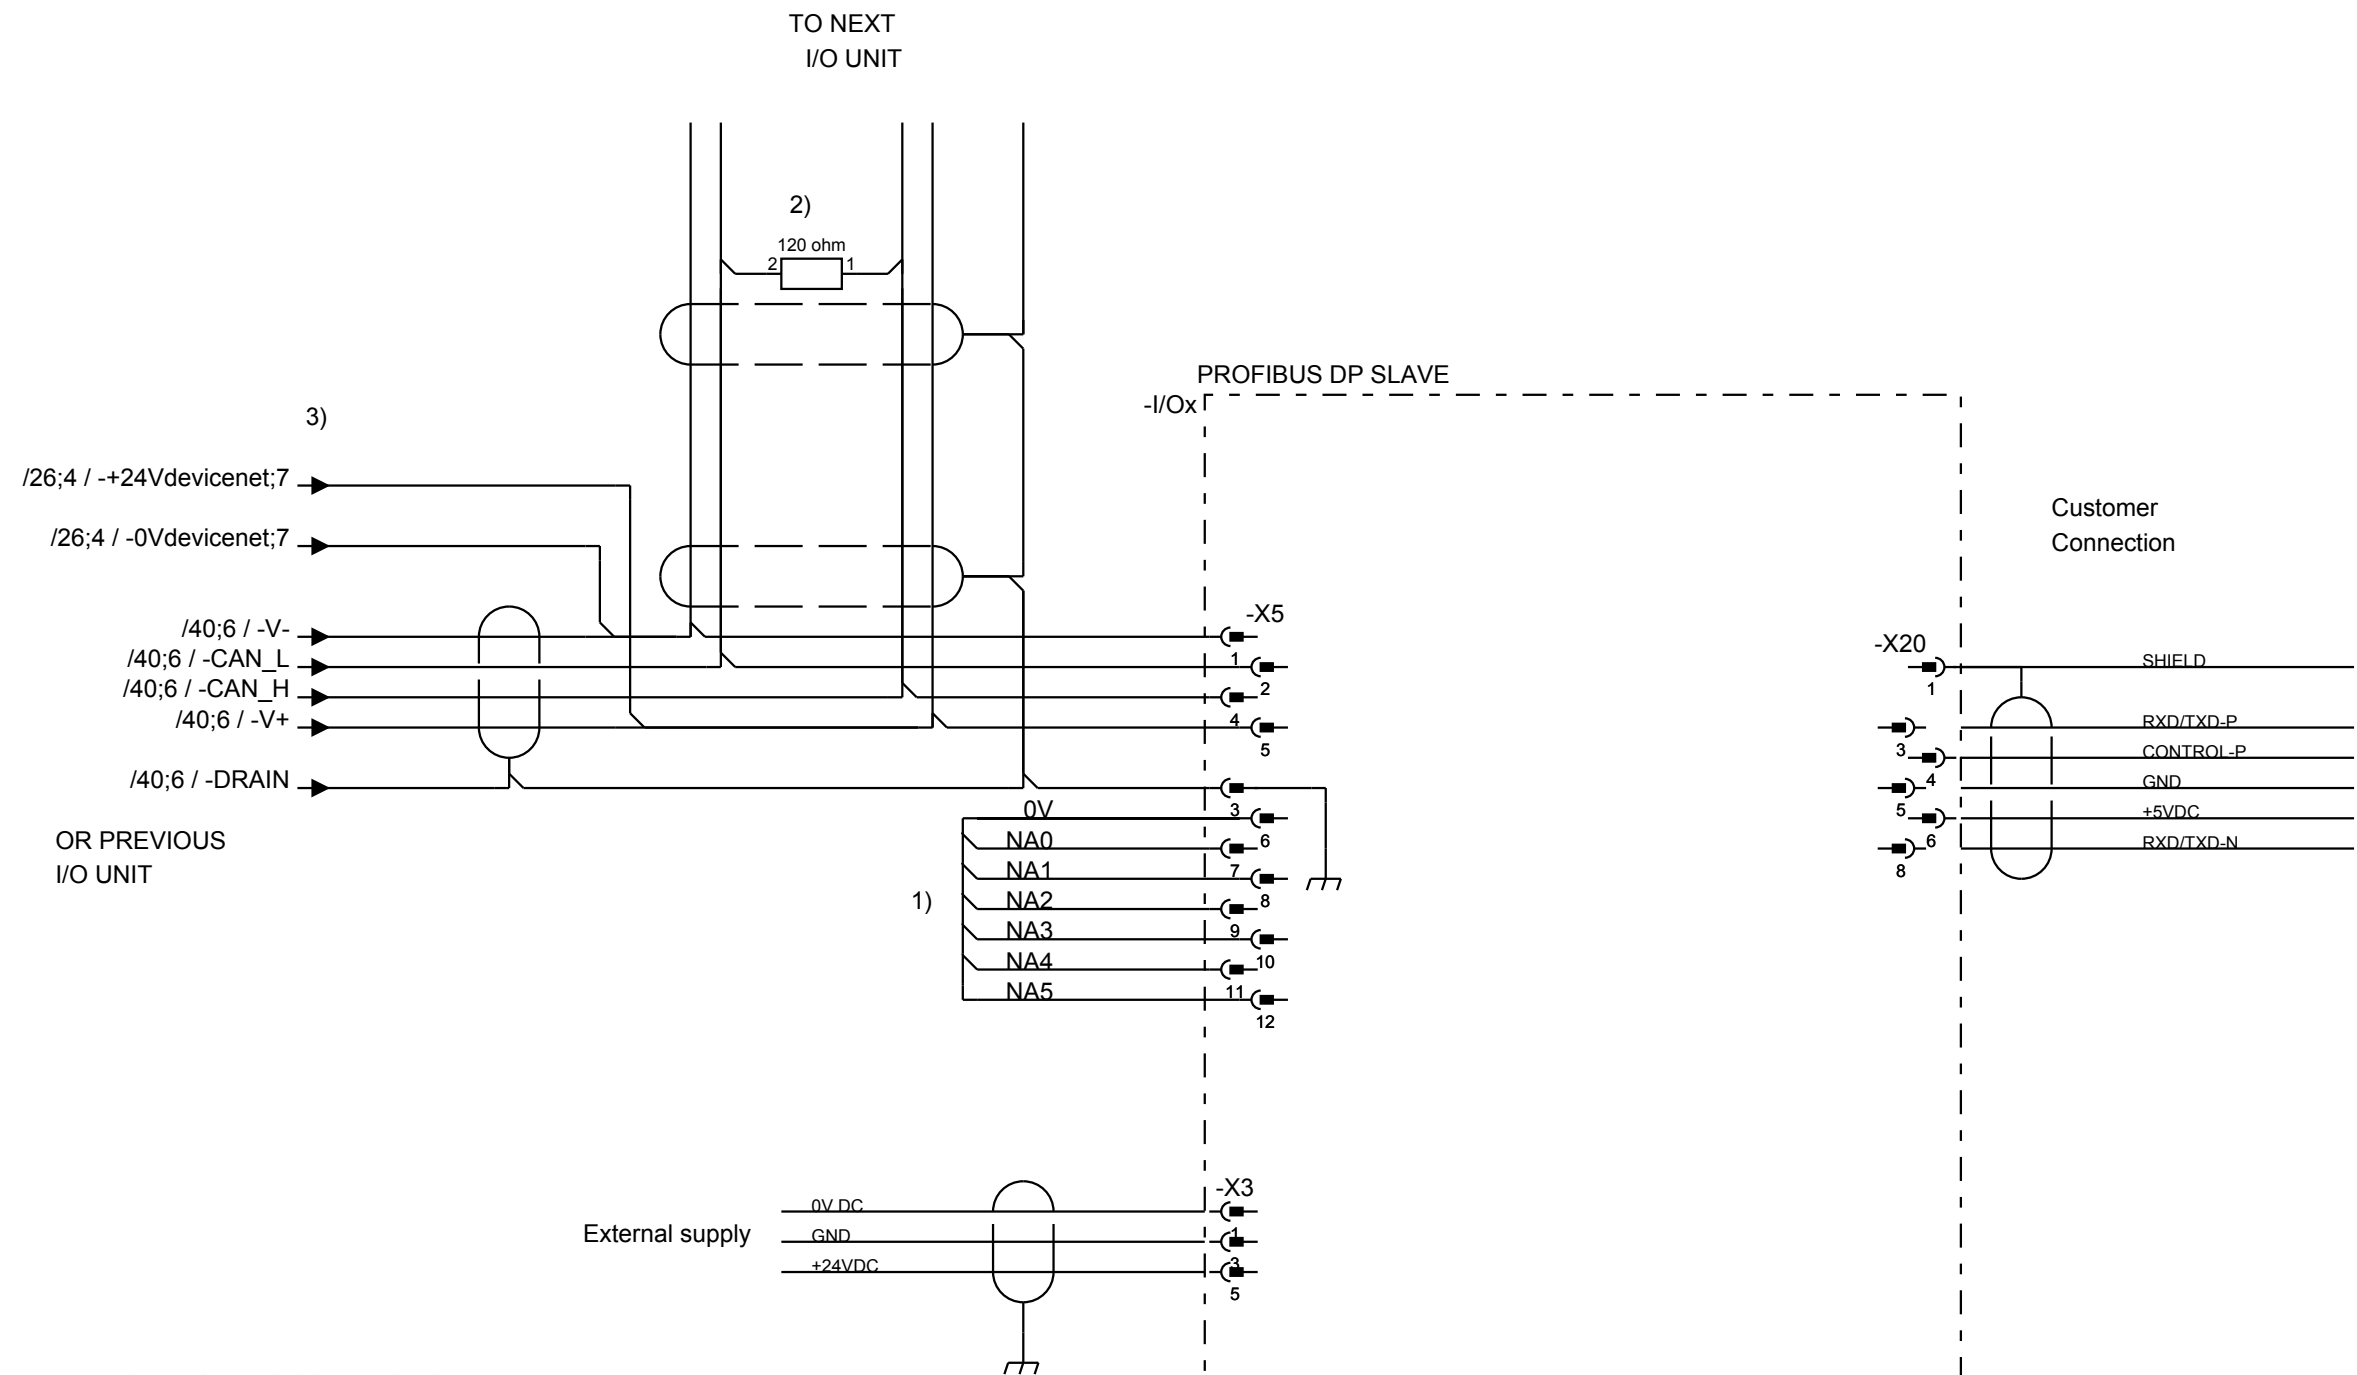 TO NEXT
I/O UNIT
2)
120 ohm
2 1
PROFIBUS DP SLAVE
-I/Ox
3)
/26;4 / -+24Vdevicenet;7
/26;4 / -0Vdevicenet;7
Customer
Connection
/40;6 / -V-
/40;6 / -CAN_L
/40;6 / -CAN_H
/40;6 / -V+
/40;6 / -DRAIN
OR PREVIOUS
I/O UNIT
-X5
1
2
4
5
3
0V
6
NA0
7
NA1
8
NA2
9
NA3
10
NA4
11
NA5
12
1)
-X20
1
SHIELD
3
RXD/TXD-P
4
CONTROL-P
5
GND
6
+5VDC
8
RXD/TXD-N
External supply
-X3
0V DC
1
GND
3
+24VDC
5